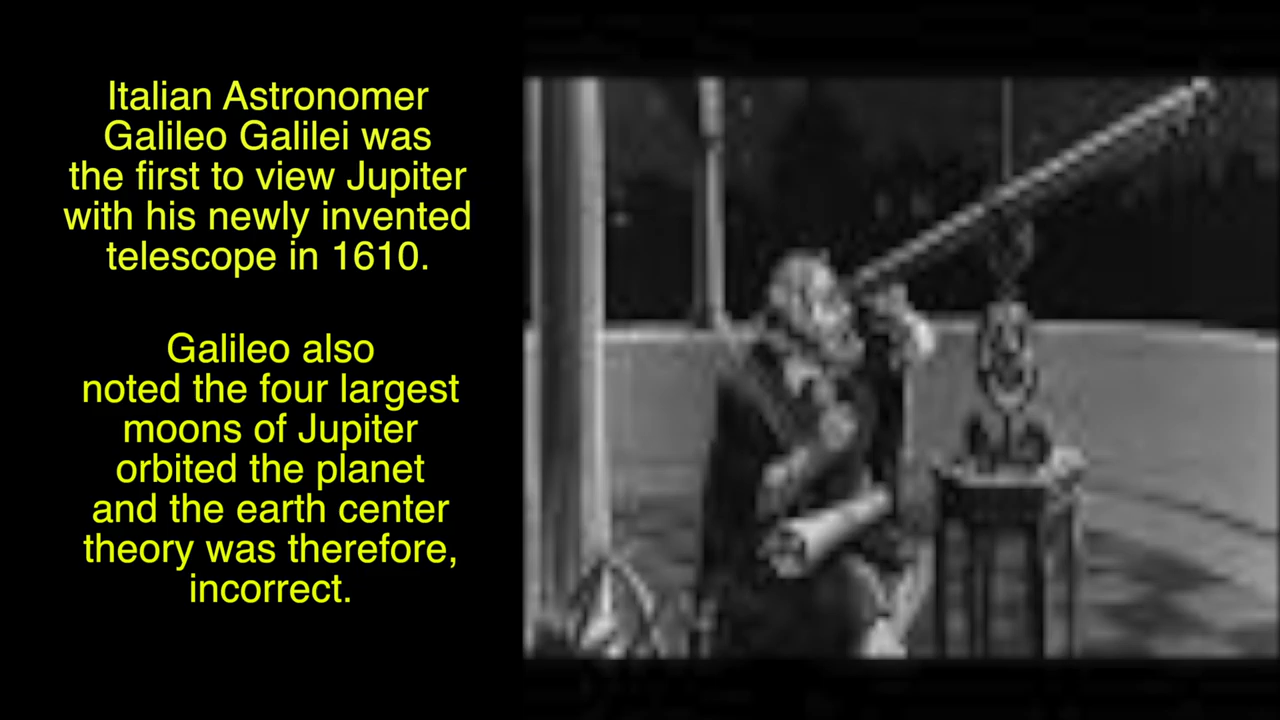 Italian Astronomer
Galileo Galilei was
the first to view Jupiter
with his newly invented
telescope in 1610.
Galileo also
noted the four largest
moons of Jupiter
orbited the planet
and the earth center
theory was therefore,
incorrect.